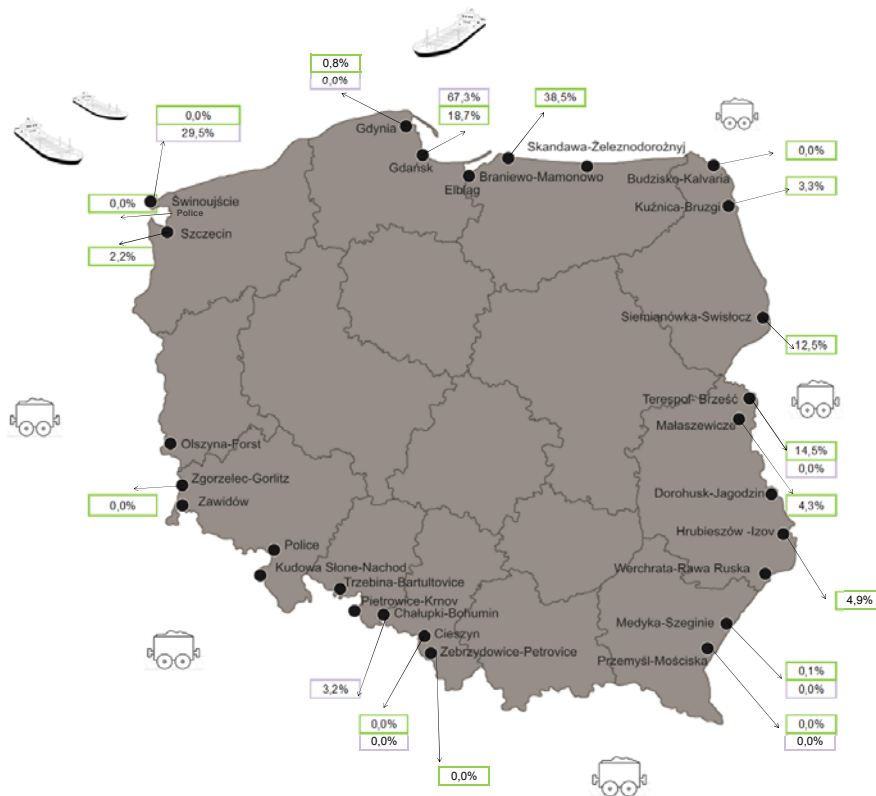 0,8%
0,0%
67,3%
18,7%
38,5%
0,0%
29,5%
Gdynia
Gdańsk
Skandawa-Żeleznodorożnyj
0,0%
Elbląg
Braniewo-Mamonowo
Budzisko-Kalvaria
3,3%
0,0%
Świnoujście
Police
Kuźnica-Bruzgi
Szczecin
2,2%
Siemianówka-Swisłocz
12,5%
Terespol- Brześć
Małaszewicze
Olszyna-Forst
14,5%
0,0%
Zgorzelec-Gorlitz
0,0%
Zawidów
Dorohusk-Jagodzin
4,3%
Hrubieszów -Izov
Police
Kudowa Słone-Nachod
Werchrata-Rawa Ruska
Trzebina-Bartultovice
4,9%
Pietrowice-Krnov
Chałupki-Bohumin
Medyka-Szeginie
Cieszyn
Zebrzydowice-Petrovice
Przemyśl-Mościska
0,1%
0,0%
3,2%
0,0%
0,0%
0,0%
0,0%
0,0%